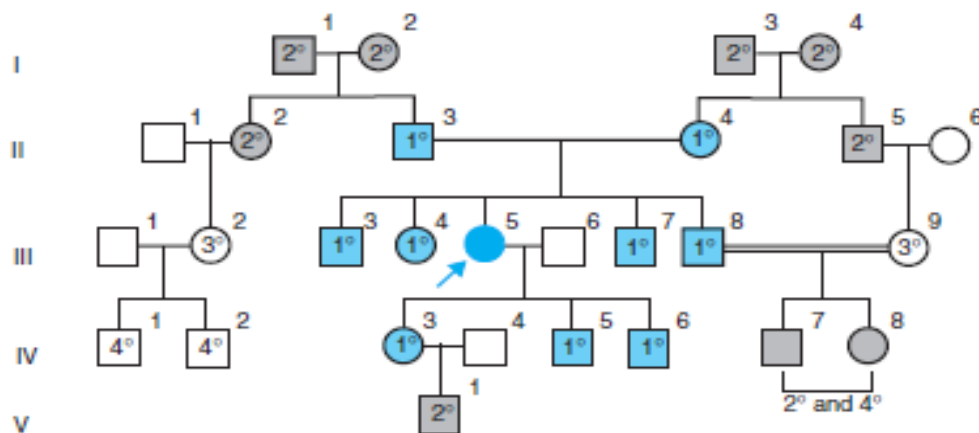 1 2 3 4
I 2° 2° 2° 2°
1 2 3 4 5 6
II 2° 1° 1° 2°
1 2 3 4 5 6 7 8 9
III 3° 1° 1° 1° 1° 3°
1 2 3 4 5 6 7 8
IV 4° 4° 1° 1° 1°
2° and 4°
1
V 2°